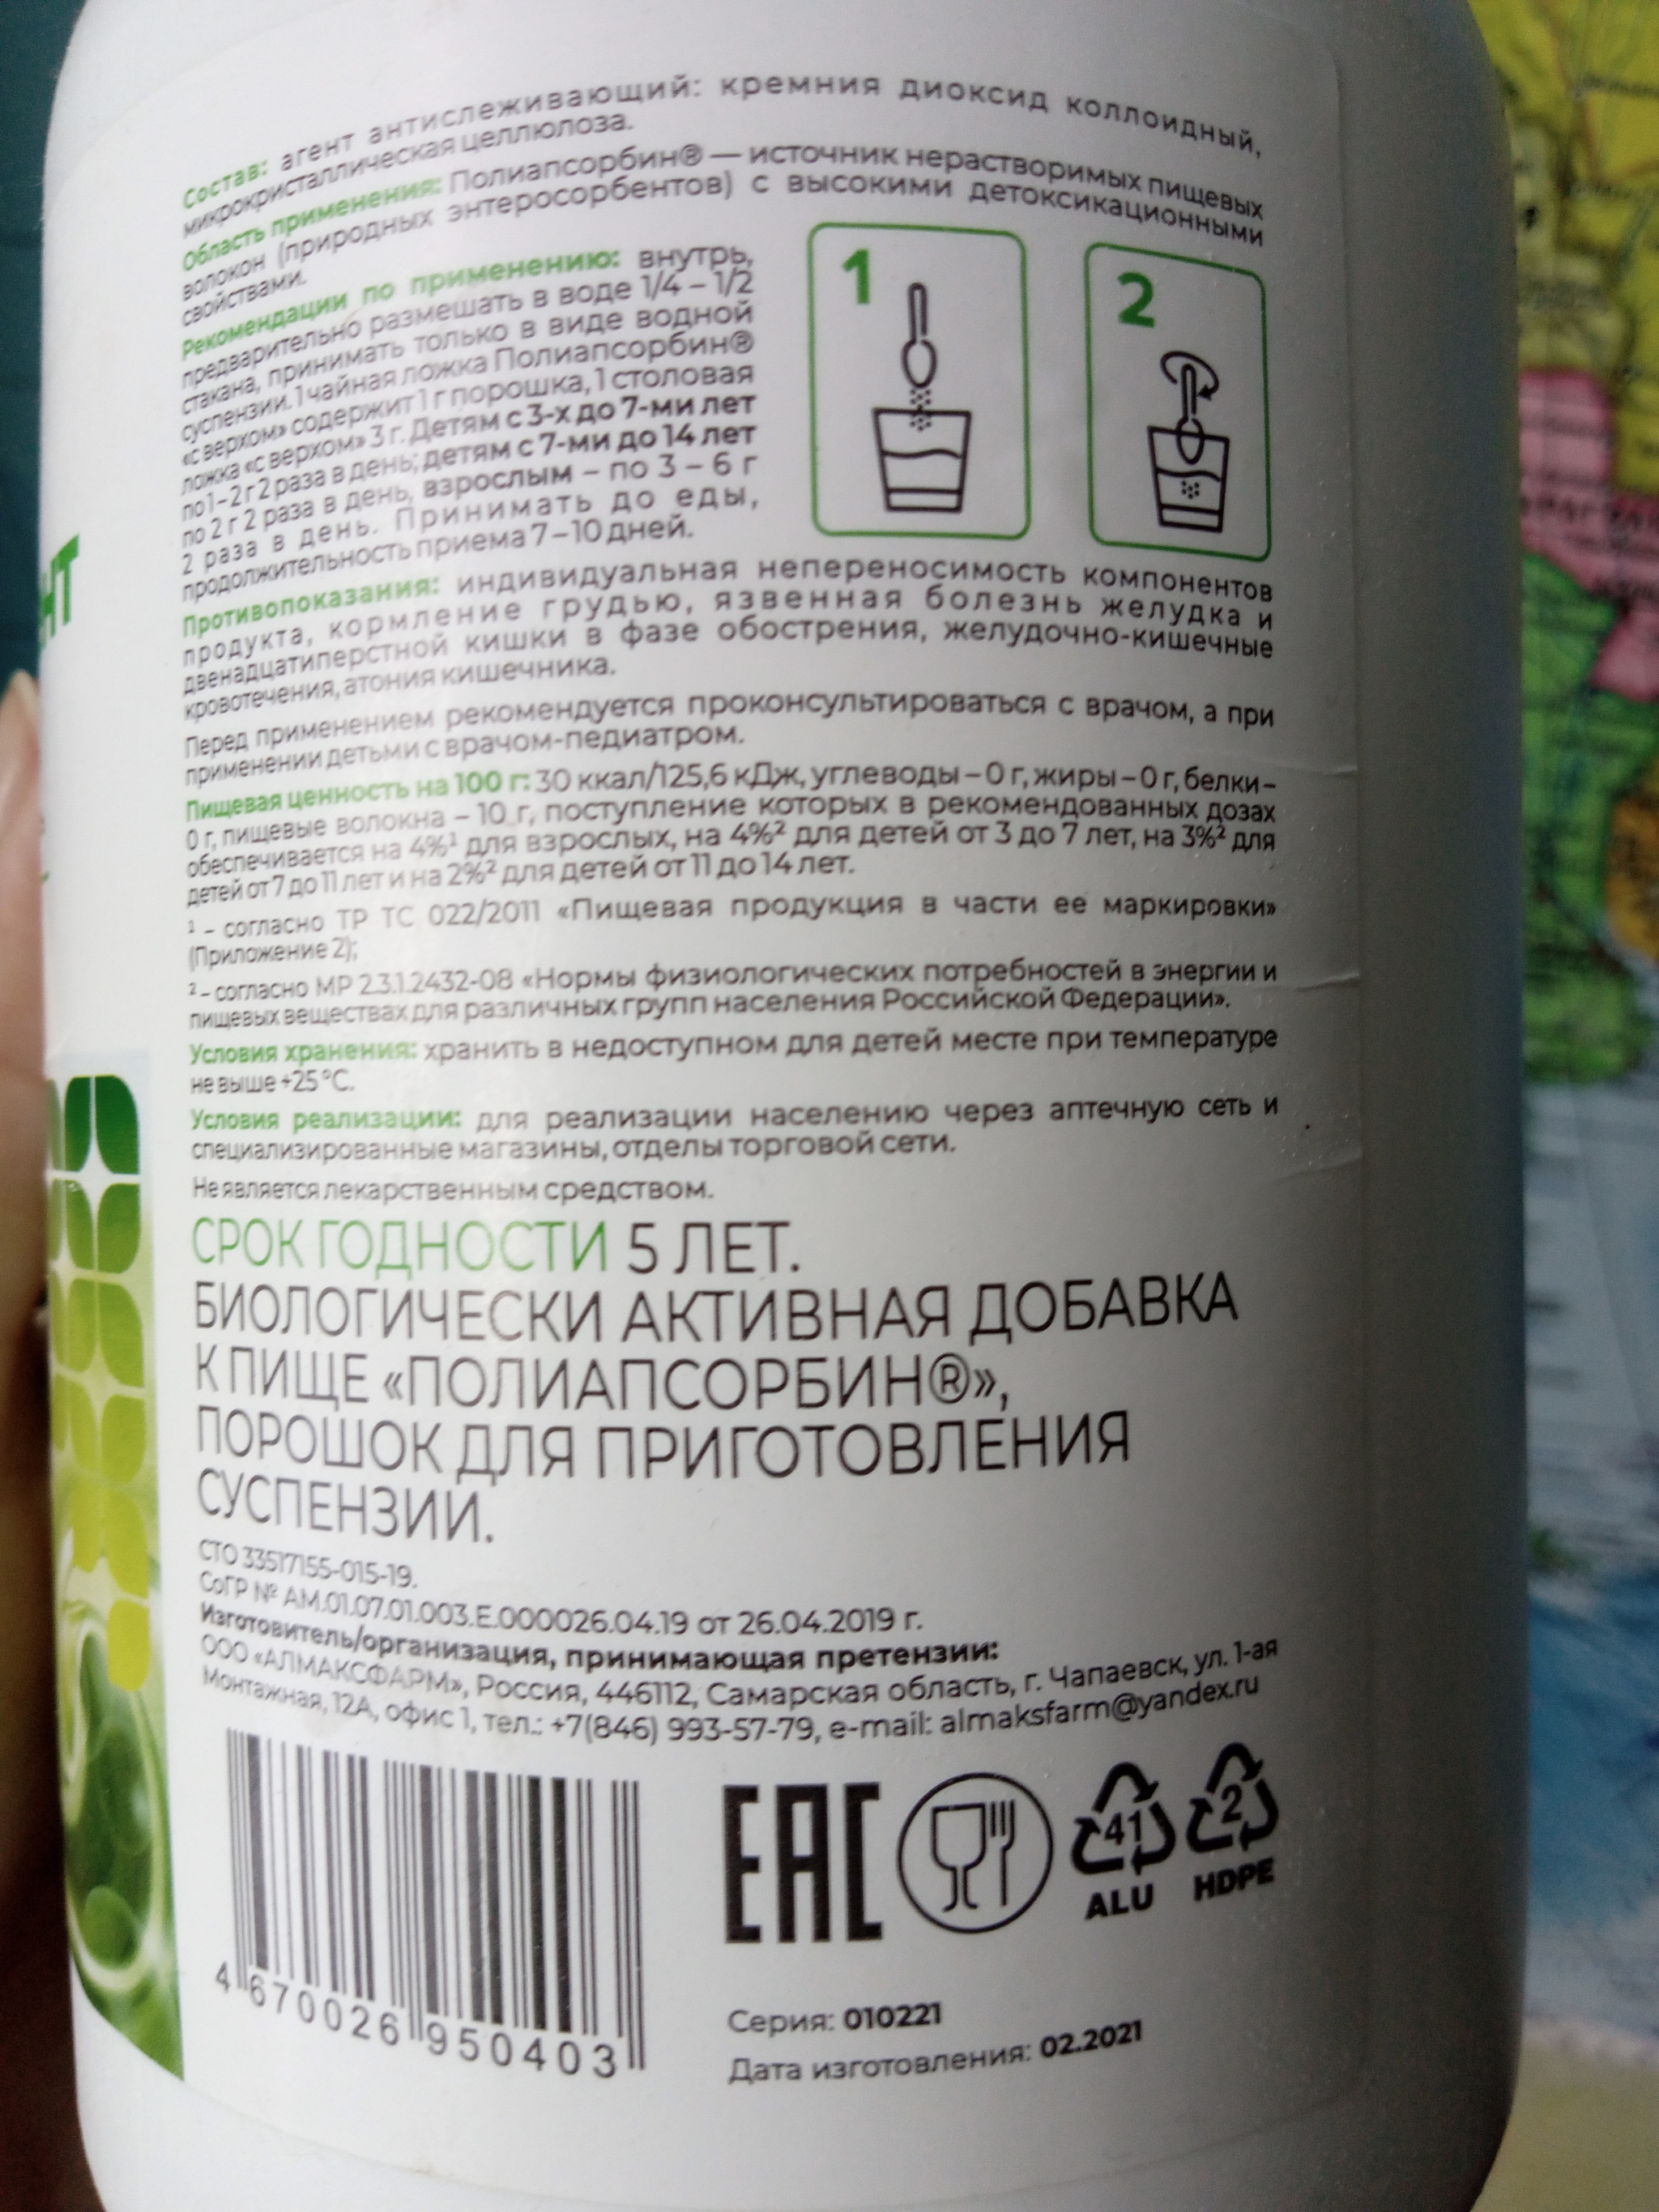 НТ
Состав: агент антислеживающий: кремния диоксид коллоидный,
микрокристаллическая целлюлоза.
Область применения: Полиапсорбин® — источник нерастворимых пищевых
волокон (природных энтеросорбентов) с высокими детоксикационными
свойствами.
Рекомендации по применению: внутрь,
предварительно размешать в воде 1/4 – 1/2
стакана, принимать только в виде водной
суспензии. 1 чайная ложка Полиапсорбин®
«с верхом» содержит 1 г порошка, 1 столовая
ложка «с верхом» 3 г. Детям с 3-х до 7-ми лет
по 1 – 2 г 2 раза в день; детям с 7-ми до 14 лет
по 2 г 2 раза в день, взрослым – по 3 – 6 г
2 раза в день. Принимать до еды,
продолжительность приема 7 – 10 дней.
1
2
Противопоказания: индивидуальная непереносимость компонентов
продукта, кормление грудью, язвенная болезнь желудка и
двенадцатиперстной кишки в фазе обострения, желудочно-кишечные
кровотечения, атония кишечника.
Перед применением рекомендуется проконсультироваться с врачом, а при
применении детьми с врачом-педиатром.
Пищевая ценность на 100 г: 30 ккал/125,6 кДж, углеводы – 0 г, жиры – 0 г, белки –
0 г, пищевые волокна – 10 г, поступление которых в рекомендованных дозах
обеспечивается на 4%¹ для взрослых, на 4%² для детей от 3 до 7 лет, на 3%² для
детей от 7 до 11 лет и на 2%² для детей от 11 до 14 лет.
¹ – согласно ТР ТС 022/2011 «Пищевая продукция в части ее маркировки»
(Приложение 2);
² – согласно МР 2.3.1.2432-08 «Нормы физиологических потребностей в энергии и
пищевых веществах для различных групп населения Российской Федерации».
Условия хранения: хранить в недоступном для детей месте при температуре
не выше +25 °С.
Условия реализации: для реализации населению через аптечную сеть и
специализированные магазины, отделы торговой сети.
Не является лекарственным средством.
СРОК ГОДНОСТИ 5 ЛЕТ.
БИОЛОГИЧЕСКИ АКТИВНАЯ ДОБАВКА
К ПИЩЕ «ПОЛИАПСОРБИН®»,
ПОРОШОК ДЛЯ ПРИГОТОВЛЕНИЯ
СУСПЕНЗИИ.
СТО 33517155-015-19.
СоГР № АМ.01.07.01.003.Е.000026.04.19 от 26.04.2019 г.
Изготовитель/организация, принимающая претензии:
ООО «АЛМАКСФАРМ», Россия, 446112, Самарская область, г. Чапаевск, ул. 1-ая
Монтажная, 12А, офис 1, тел.: +7(846) 993-57-79, e-mail: almaksfarm@yandex.ru
4 670026 950403
ЕАС
41
ALU
2
HDPE
Серия: 010221
Дата изготовления: 02.2021